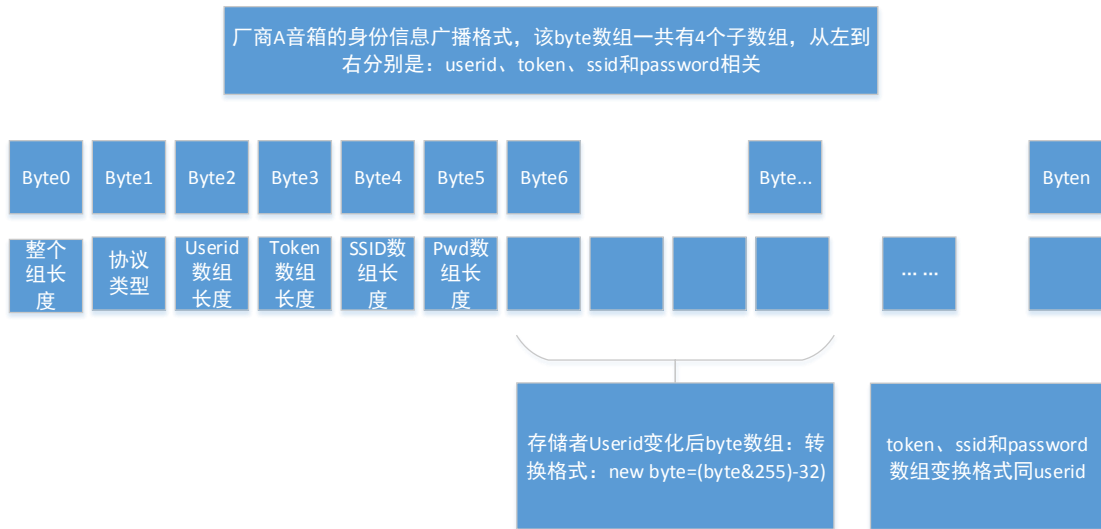 厂商A音箱的身份信息广播格式，该byte数组一共有4个子数组，从左到
右分别是：userid、token、ssid和password相关
Byte0 Byte1 Byte2 Byte3 Byte4 Byte5 Byte6 Byte... Byten
整个
组长
度
协议
类型
Userid
数组
长度
Token
数组
长度
SSID数
组长
度
Pwd数
组长度
... ...
存储者Userid变化后byte数组：转
换格式：new byte=(byte&255)-32)
token、ssid和password
数组变换格式同userid